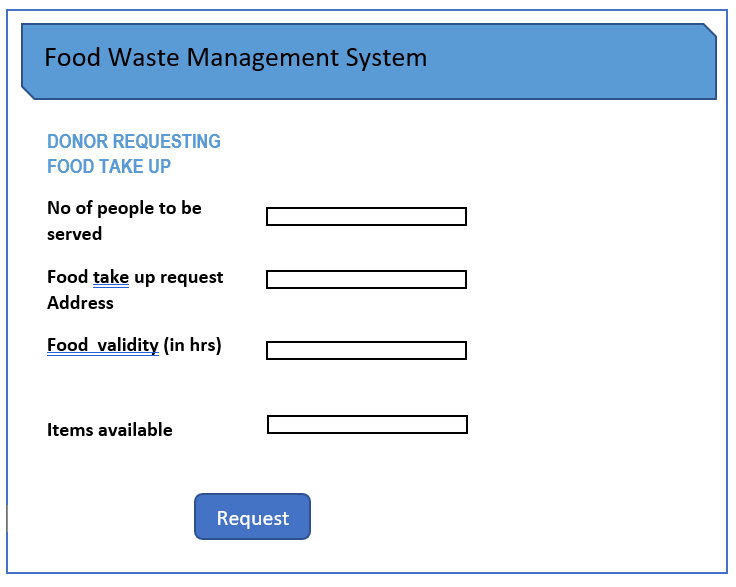 Food Waste Management System
DONOR REQUESTING
FOOD TAKE UP
No of people to be
served
Food take up request
Address
Food  validity (in hrs)
Items available
Request